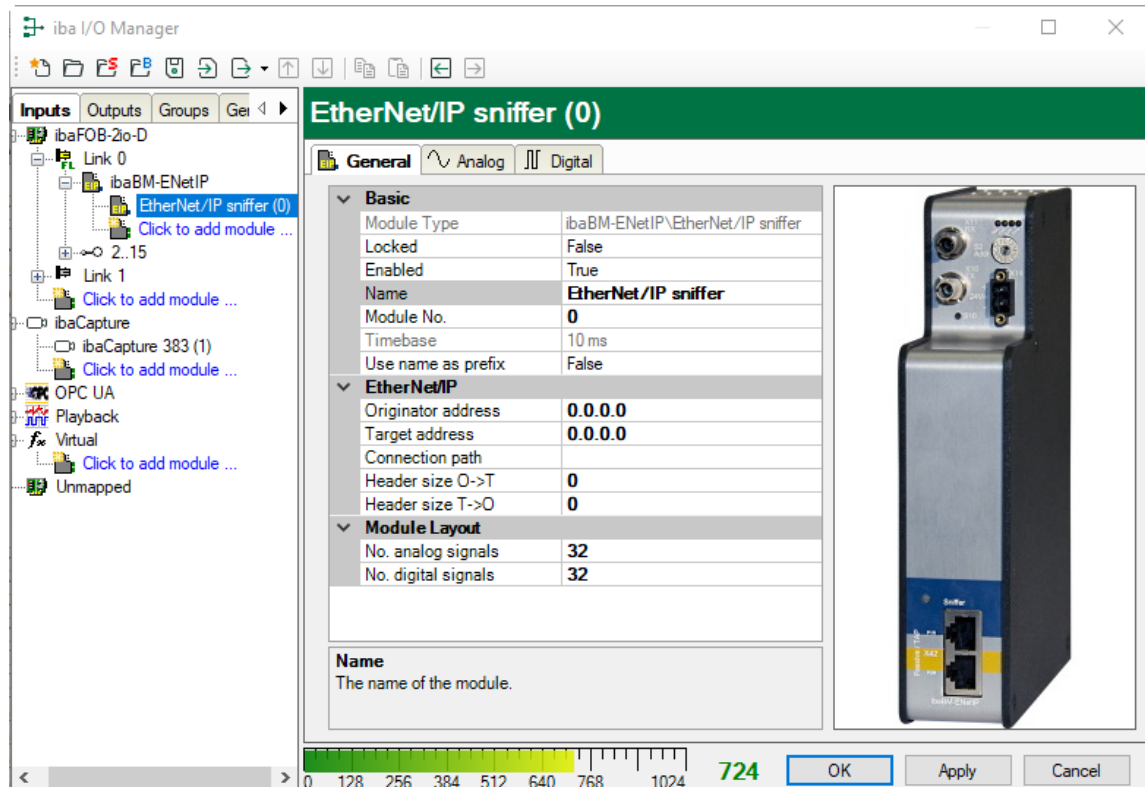 iba I/O Manager
Inputs Outputs Groups Ge
ibaFOB-2io-D
Link 0
ibaBM-ENetIP
EtherNet/IP sniffer (0)
Click to add module ...
2..15
Link 1
Click to add module ...
ibaCapture
ibaCapture 383 (1)
Click to add module ...
OPC UA
Playback
Virtual
Click to add module ...
Unmapped
EtherNet/IP sniffer (0)
General Analog Digital
Basic
Module Type ibaBM-ENetIP\EtherNet/IP sniffer
Locked False
Enabled True
Name EtherNet/IP sniffer
Module No. 0
Timebase 10 ms
Use name as prefix False
EtherNet/IP
Originator address 0.0.0.0
Target address 0.0.0.0
Connection path
Header size O->T 0
Header size T->O 0
Module Layout
No. analog signals 32
No. digital signals 32
Name
The name of the module.
Sniffer
X42
ibaBM-ENetIP
0 128 256 384 512 640 768 1024
724
OK Apply Cancel